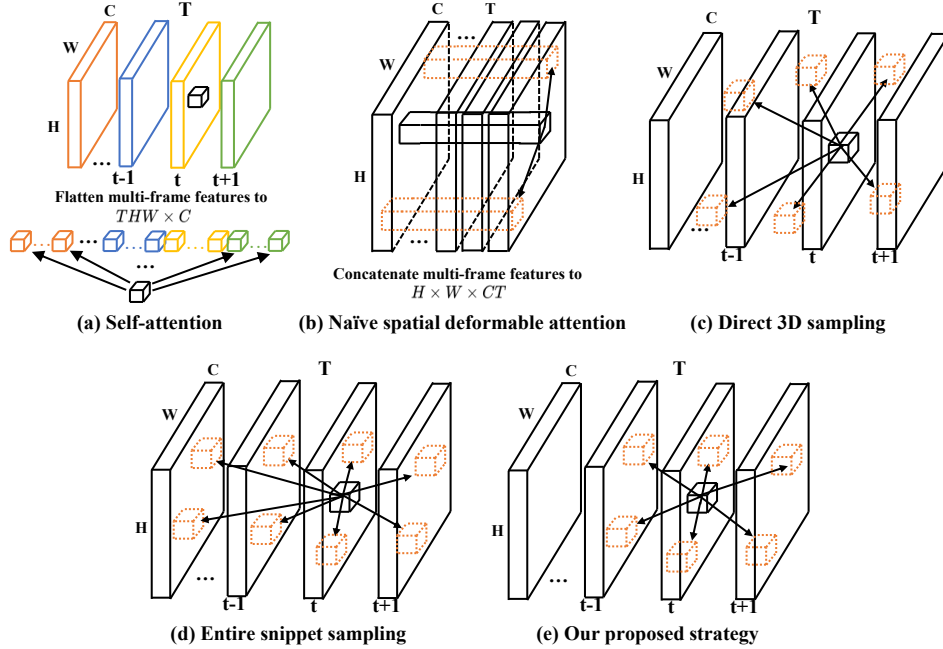 C
T
W
H
...
t-1
t
t+1
Flatten multi-frame features to
THW × C
... ... ... ... ...
...
(a) Self-attention
C
T
...
W
H
...
Concatenate multi-frame features to
H × W × CT
(b) Naïve spatial deformable attention
C
T
W
H
...
t-1
t
t+1
(c) Direct 3D sampling
C
T
W
H
...
t-1
t
t+1
(d) Entire snippet sampling
C
T
W
H
...
t-1
t
t+1
(e) Our proposed strategy